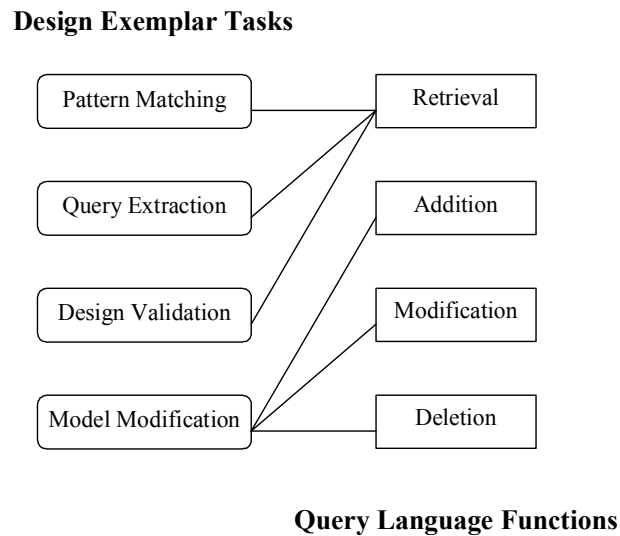 Design Exemplar Tasks
Pattern Matching
Retrieval
Query Extraction
Addition
Design Validation
Modification
Model Modification
Deletion
Query Language Functions